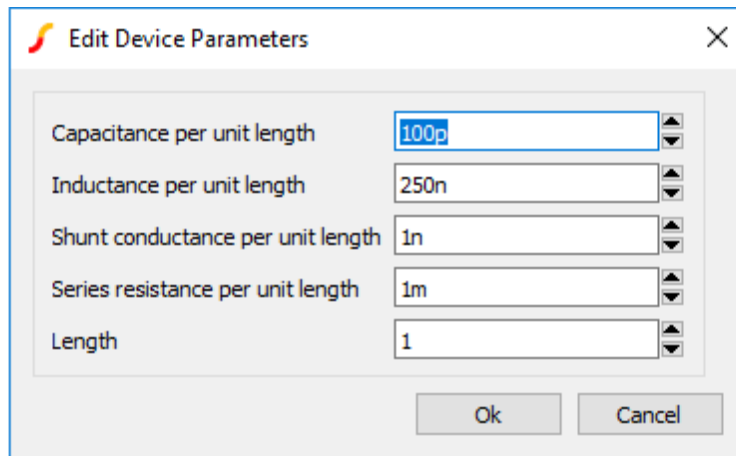 Edit Device Parameters
Capacitance per unit length 100p
Inductance per unit length 250n
Shunt conductance per unit length 1n
Series resistance per unit length 1m
Length 1
Ok Cancel